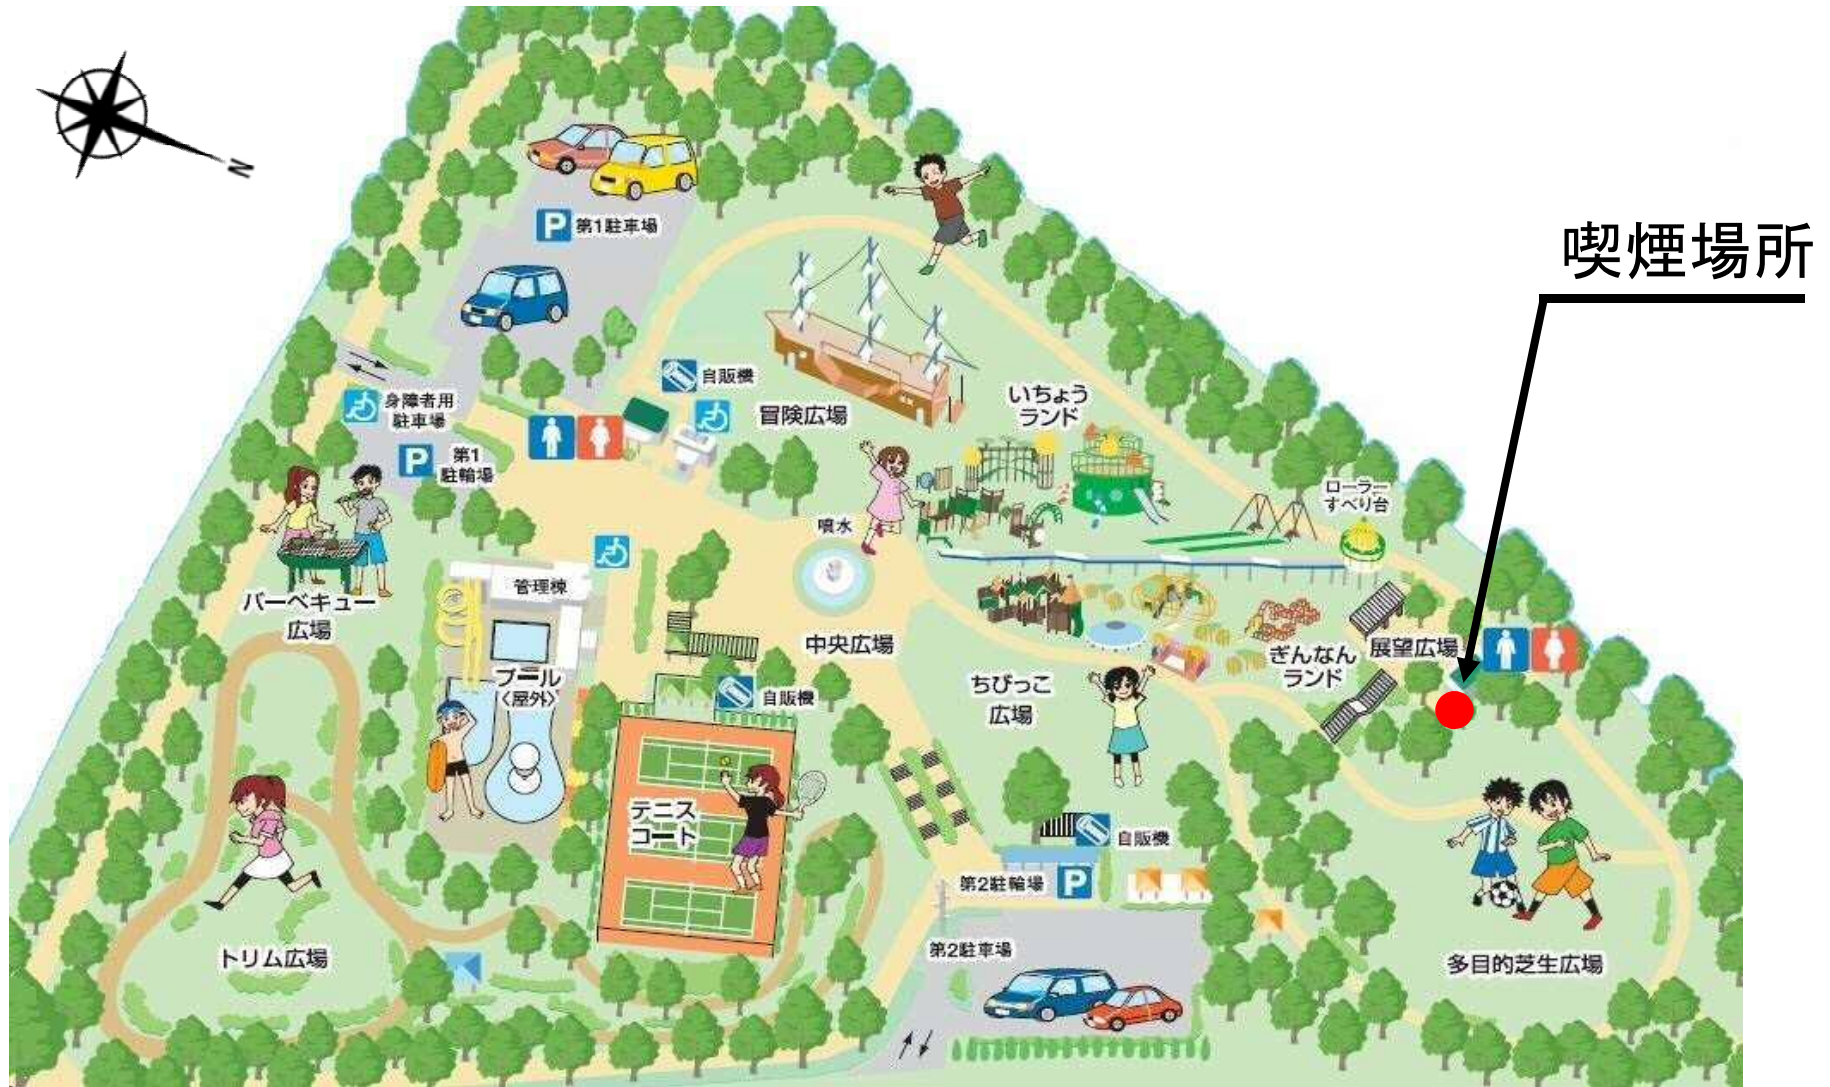 N
喫煙場所
P 第1駐車場
自販機
身障者用
駐車場
冒険広場
いちょう
ランド
P 第1
駐輪場
ローラー
すべり台
噴水
管理棟
バーベキュー
広場
中央広場
展望広場
ぎんなん
ランド
プール
〈屋外〉
自販機
ちびっこ
広場
テニス
コート
自販機
第2駐輪場 P
第2駐車場
トリム広場
多目的芝生広場